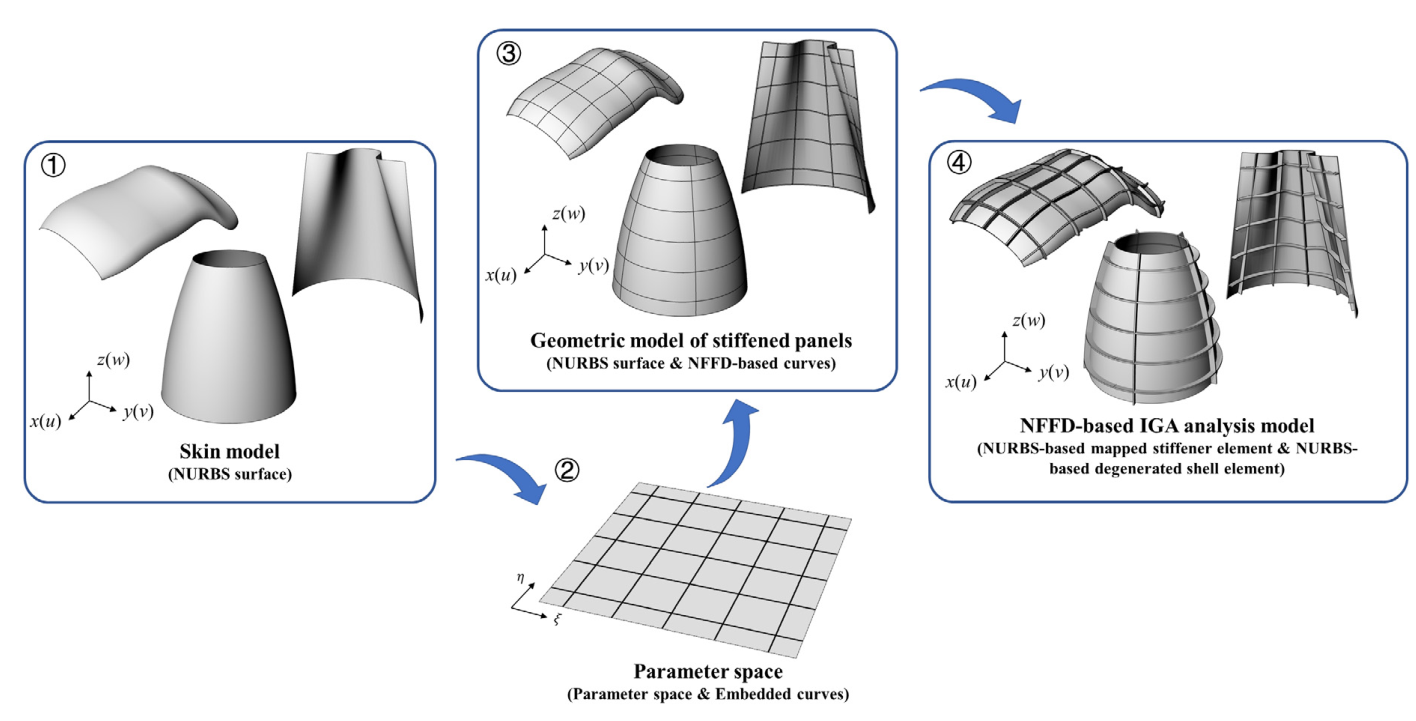 ①
z(w)
x(u)
y(v)
Skin model
(NURBS surface)
②
η
ξ
Parameter space
(Parameter space & Embedded curves)
③
z(w)
x(u)
y(v)
Geometric model of stiffened panels
(NURBS surface & NFFD-based curves)
④
z(w)
x(u)
y(v)
NFFD-based IGA analysis model
(NURBS-based mapped stiffener element & NURBS-
based degenerated shell element)